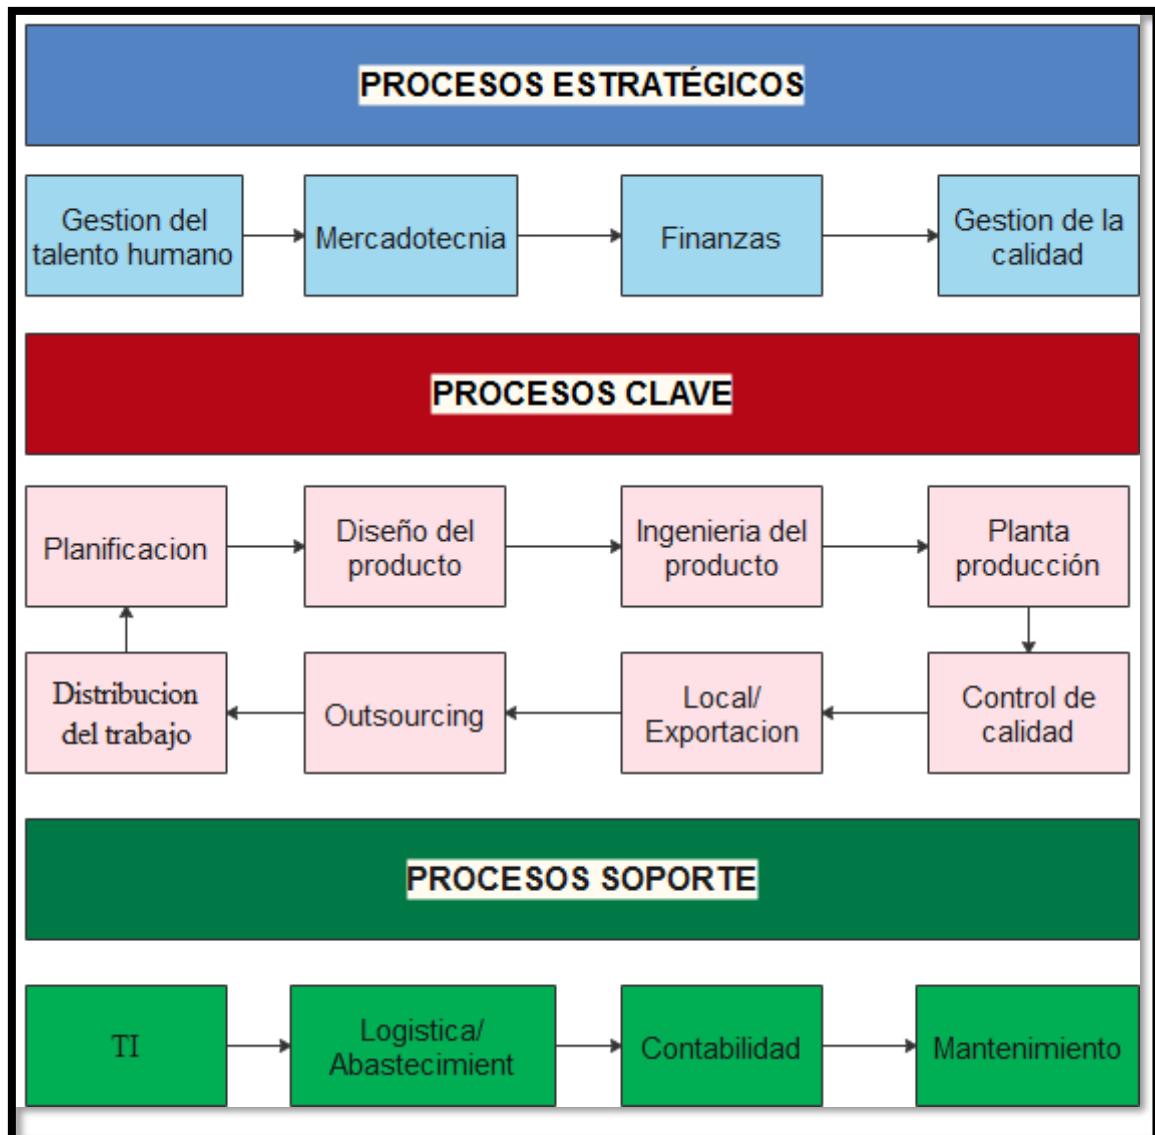 PROCESOS ESTRATÉGICOS
Gestion del
talento humano
Mercadotecnia
Finanzas
Gestion de la
calidad
PROCESOS CLAVE
Planificacion
Diseño del
producto
Ingenieria del
producto
Planta
producción
Distribucion
del trabajo
Outsourcing
Local/
Exportacion
Control de
calidad
PROCESOS SOPORTE
TI
Logistica/
Abastecimient
Contabilidad
Mantenimiento